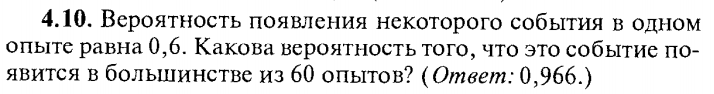 4.10. Вероятность появления некоторого события в одном
опыте равна 0,6. Какова вероятность того, что это событие по-
явится в большинстве из 60 опытов? (Ответ: 0,966.)